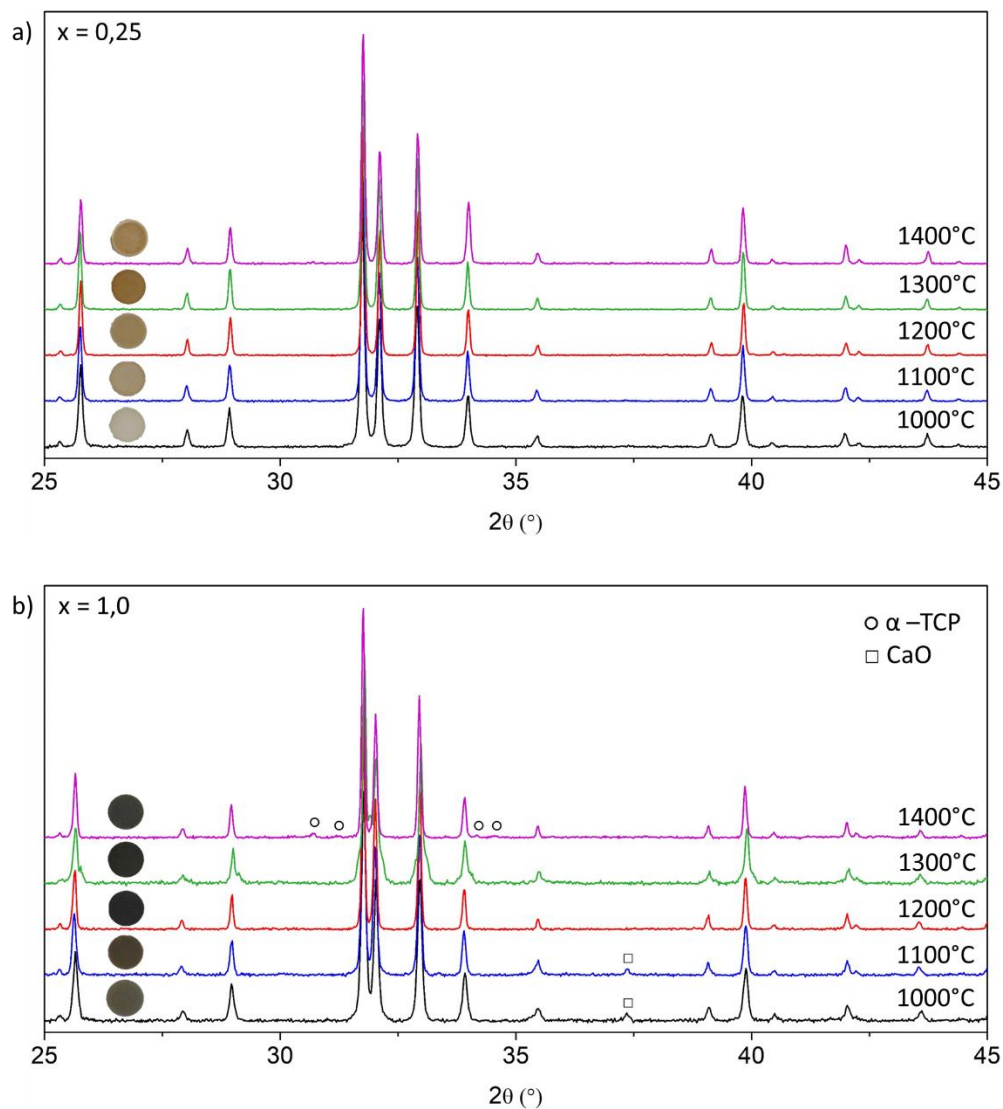 a) x = 0,25
1400°C
1300°C
1200°C
1100°C
1000°C
25 30 35 40 45
2θ (°)
b) x = 1,0
○ α –TCP
□ CaO
1400°C
1300°C
1200°C
1100°C
1000°C
25 30 35 40 45
2θ (°)